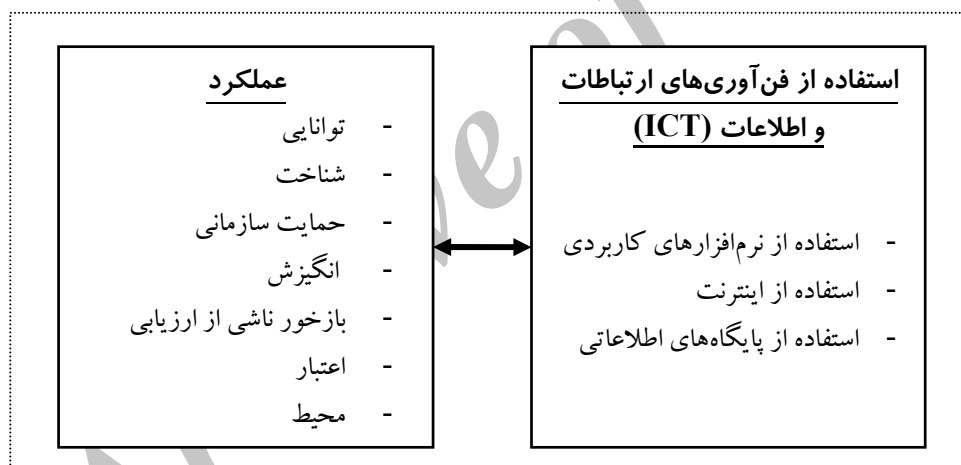 استفاده از فن‌آوری‌های ارتباطات
و اطلاعات (ICT)
- استفاده از نرم‌افزارهای کاربردی
- استفاده از اینترنت
- استفاده از پایگاه‌های اطلاعاتی
عملکرد
- توانایی
- شناخت
- حمایت سازمانی
- انگیزش
- بازخور ناشی از ارزیابی
- اعتبار
- محیط